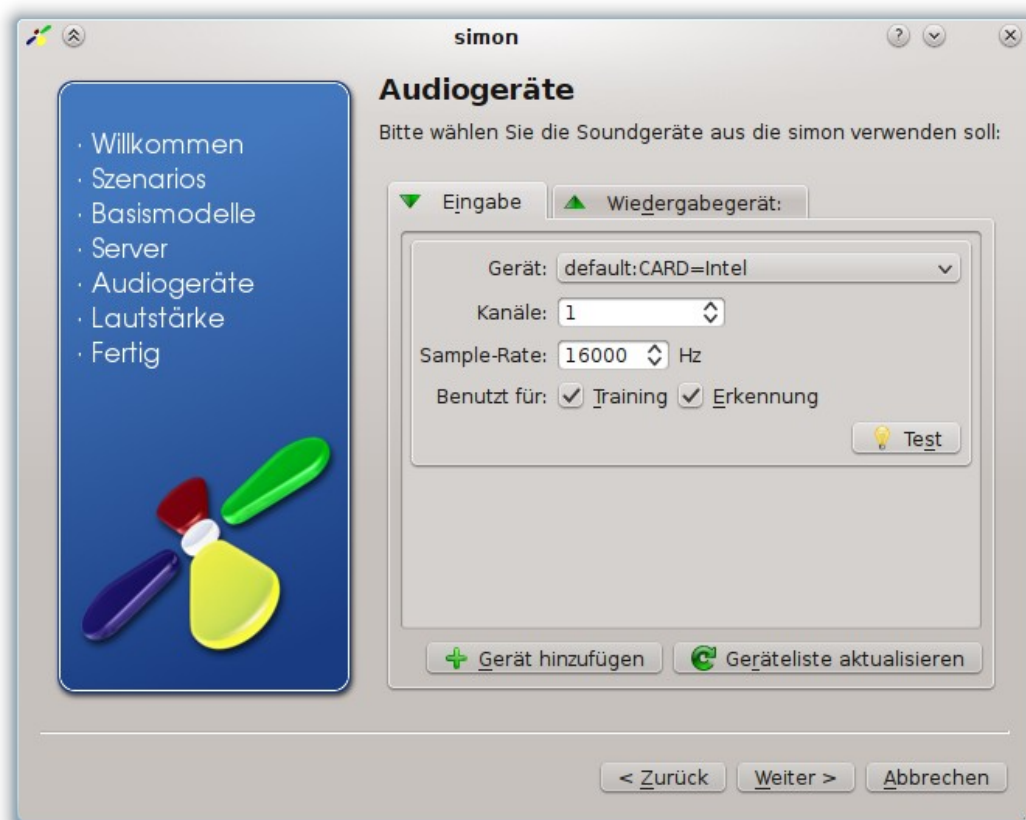 simon
· Willkommen
· Szenarios
· Basismodelle
· Server
· Audiogeräte
· Lautstärke
· Fertig
Audiogeräte
Bitte wählen Sie die Soundgeräte aus die simon verwenden soll:
Eingabe Wiedergabegerät:
Gerät: default:CARD=Intel
Kanäle: 1
Sample-Rate: 16000 Hz
Benutzt für: Training Erkennung
Test
Gerät hinzufügen Geräteliste aktualisieren
< Zurück Weiter > Abbrechen